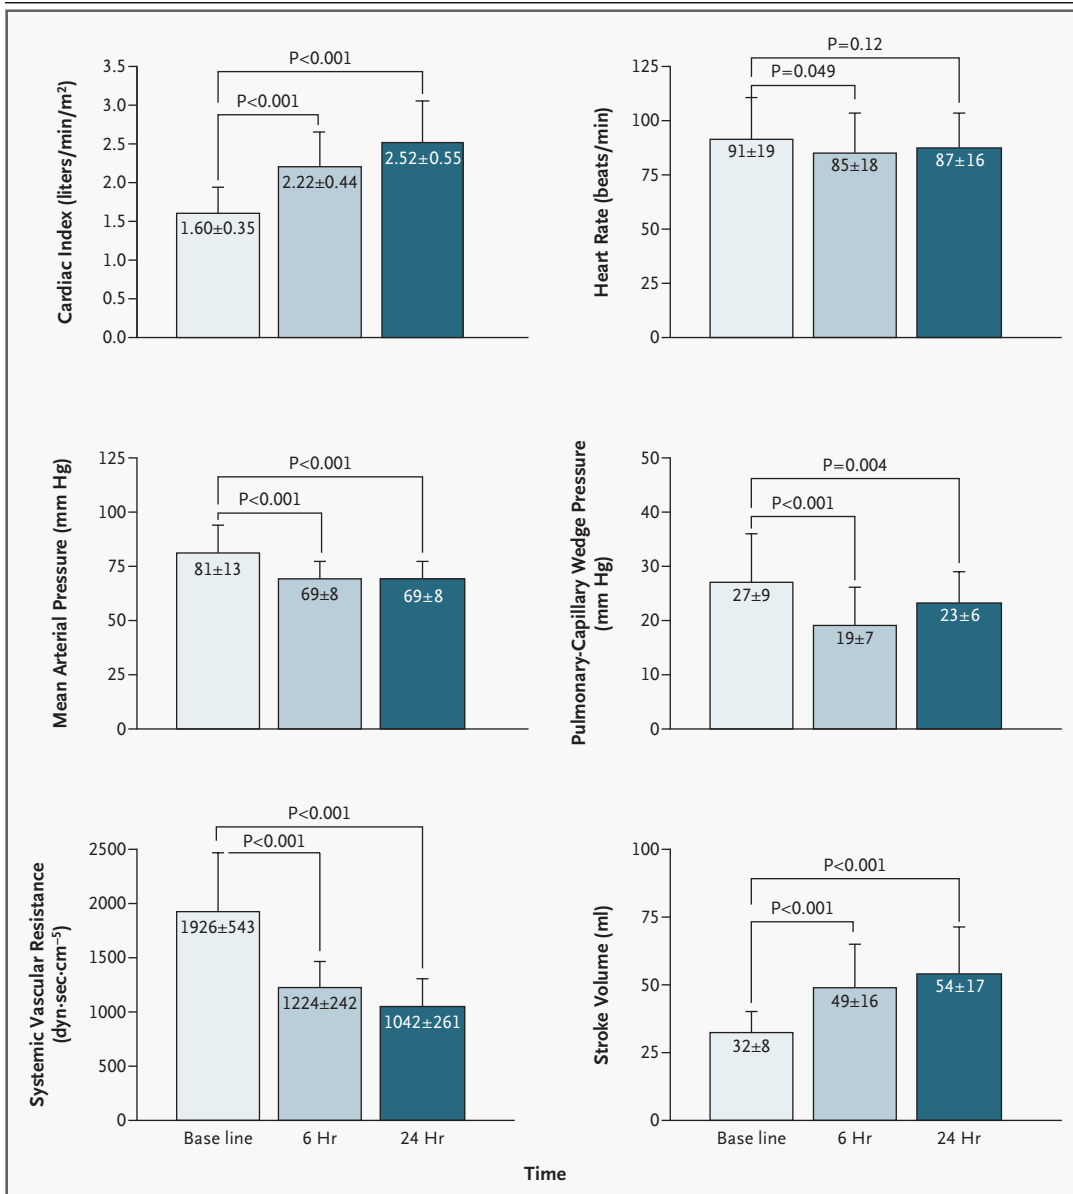 P<0.001
P<0.001
3.5
3.0
2.5
2.0
1.5
1.0
0.5
0.0
Cardiac Index (liters/min/m²)
1.60±0.35
2.22±0.44
2.52±0.55
P=0.12
P=0.049
125
100
75
50
25
0
Heart Rate (beats/min)
91±19
85±18
87±16
P<0.001
P<0.001
125
100
75
50
25
0
Mean Arterial Pressure (mm Hg)
81±13
69±8
69±8
P=0.004
P<0.001
50
40
30
20
10
0
Pulmonary-Capillary Wedge Pressure
(mm Hg)
27±9
19±7
23±6
P<0.001
P<0.001
2500
2000
1500
1000
500
0
Systemic Vascular Resistance
(dyn·sec·cm⁻⁵)
1926±543
1224±242
1042±261
Base line
6 Hr
24 Hr
P<0.001
P<0.001
100
75
50
25
0
Stroke Volume (ml)
32±8
49±16
54±17
Base line
6 Hr
24 Hr
Time